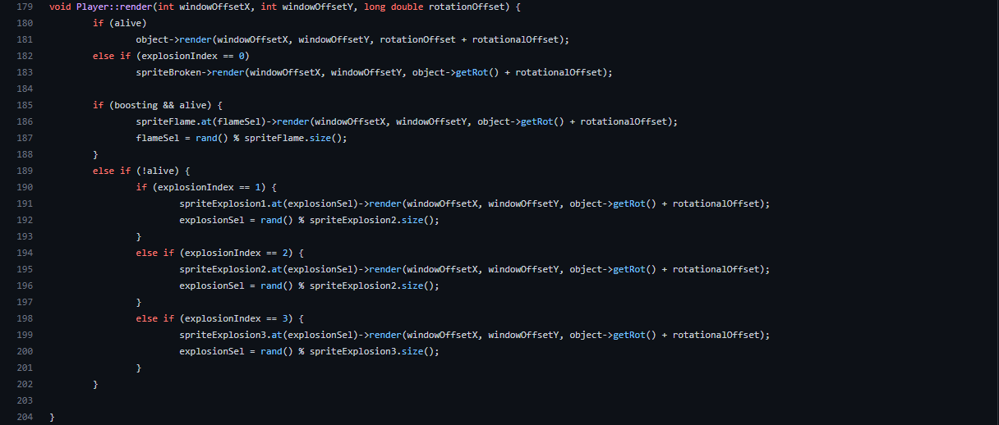 179 void Player::render(int windowOffsetX, int windowOffsetY, long double rotationOffset) {
180 if (alive)
181 object->render(windowOffsetX, windowOffsetY, rotationOffset + rotationalOffset);
182 else if (explosionIndex == 0)
183 spriteBroken->render(windowOffsetX, windowOffsetY, object->getRot() + rotationalOffset);
184
185 if (boosting && alive) {
186 spriteFlame.at(flameSel)->render(windowOffsetX, windowOffsetY, object->getRot() + rotationalOffset);
187 flameSel = rand() % spriteFlame.size();
188 }
189 else if (!alive) {
190 if (explosionIndex == 1) {
191 spriteExplosion1.at(explosionSel)->render(windowOffsetX, windowOffsetY, object->getRot() + rotationalOffset);
192 explosionSel = rand() % spriteExplosion2.size();
193 }
194 else if (explosionIndex == 2) {
195 spriteExplosion2.at(explosionSel)->render(windowOffsetX, windowOffsetY, object->getRot() + rotationalOffset);
196 explosionSel = rand() % spriteExplosion2.size();
197 }
198 else if (explosionIndex == 3) {
199 spriteExplosion3.at(explosionSel)->render(windowOffsetX, windowOffsetY, object->getRot() + rotationalOffset);
200 explosionSel = rand() % spriteExplosion3.size();
201 }
202 }
203
204 }